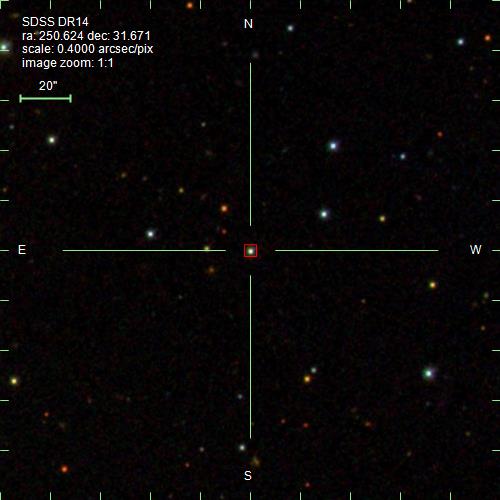 SDSS DR14
ra: 250.624 dec: 31.671
scale: 0.4000 arcsec/pix
image zoom: 1:1
20"
N
E
W
S